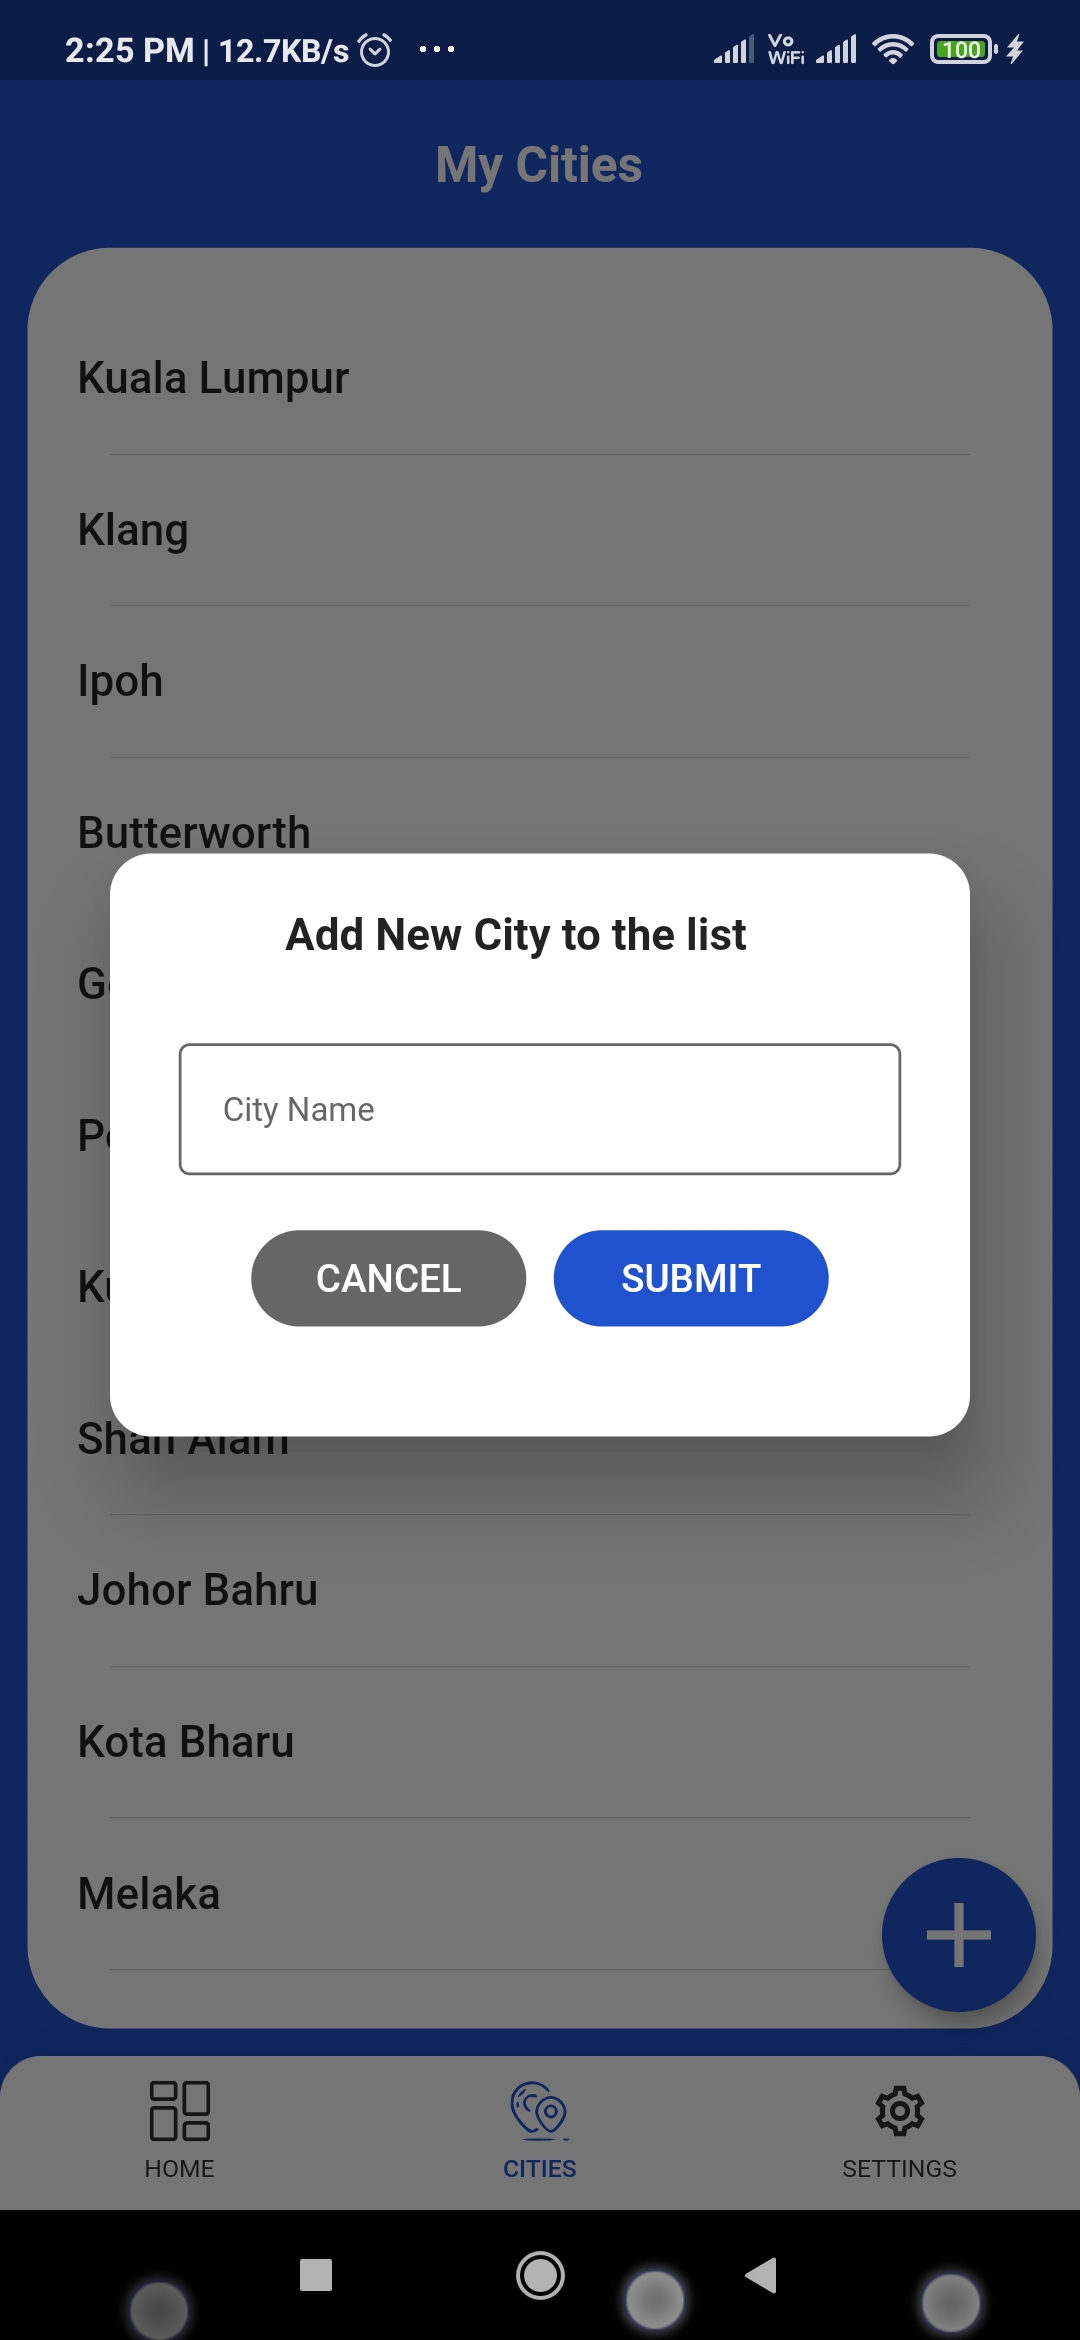 2:25 PM | 12.7KB/s
Vo
WiFi
100
My Cities
Kuala Lumpur
Klang
Ipoh
Butterworth
Add New City to the list
City Name
CANCEL
SUBMIT
Shah Alam
Johor Bahru
Kota Bharu
Melaka
HOME
CITIES
SETTINGS